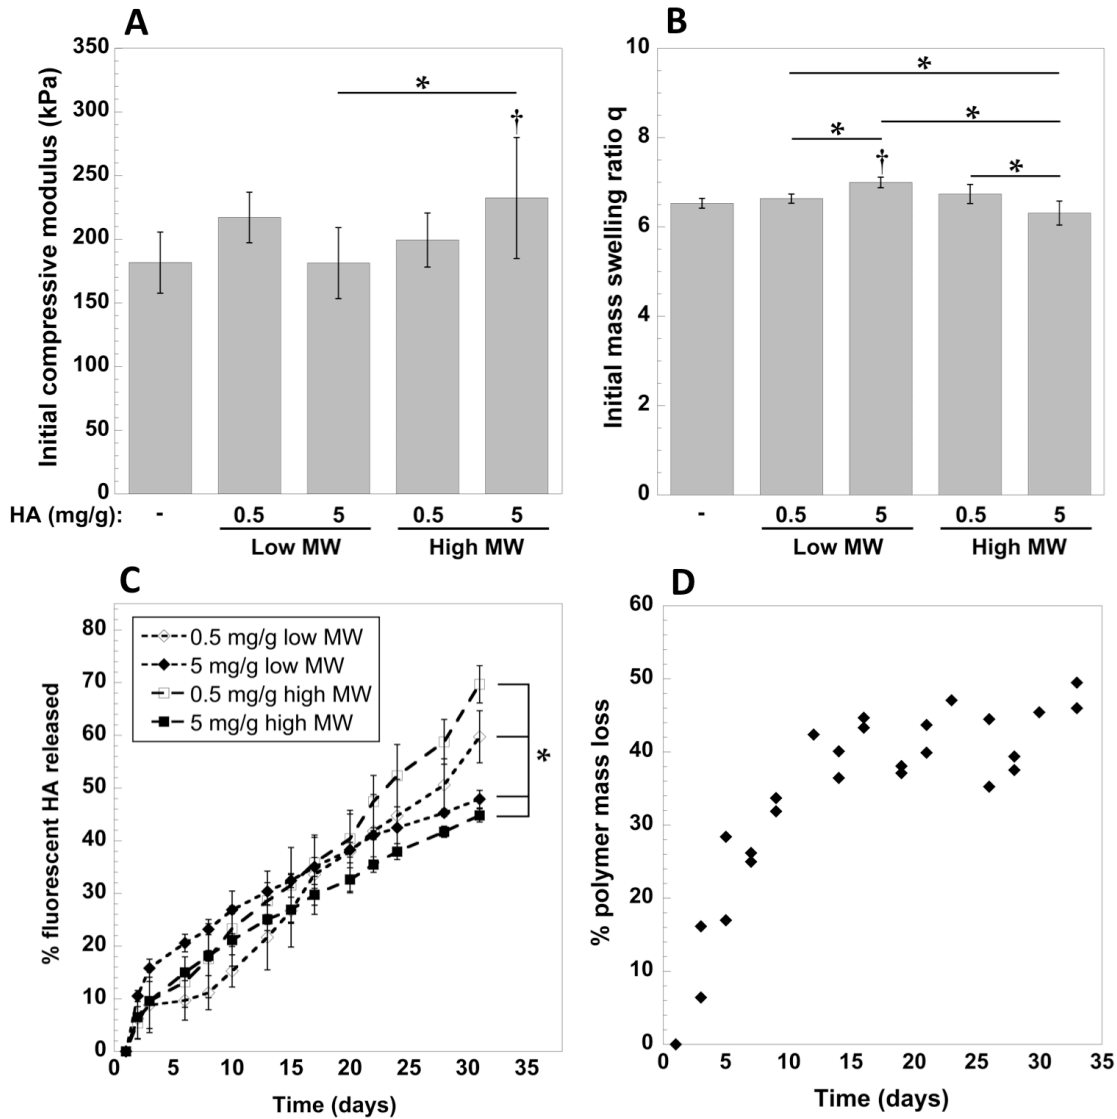 A
Initial compressive modulus (kPa)
350
300
250
200
150
100
50
0
*
†
HA (mg/g):
- 0.5 5 0.5 5
Low MW High MW
B
Initial mass swelling ratio q
10
8
6
4
2
0
*
*
*
†
*
- 0.5 5 0.5 5
Low MW High MW
C
% fluorescent HA released
80
70
60
50
40
30
20
10
0
0.5 mg/g low MW
5 mg/g low MW
0.5 mg/g high MW
5 mg/g high MW
*
0 5 10 15 20 25 30 35
Time (days)
D
% polymer mass loss
60
50
40
30
20
10
0
0 5 10 15 20 25 30 35
Time (days)